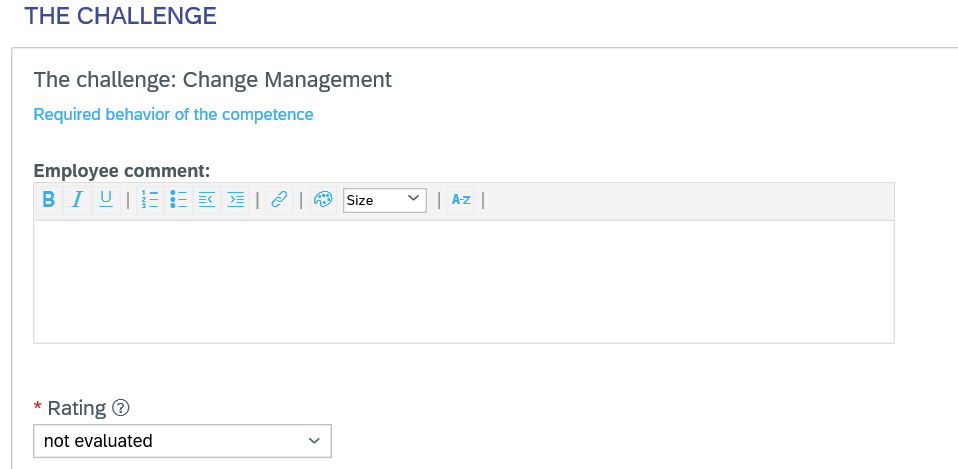 THE CHALLENGE
The challenge: Change Management
Required behavior of the competence
Employee comment:
B I U | | | Size | A-Z |
* Rating ?
not evaluated